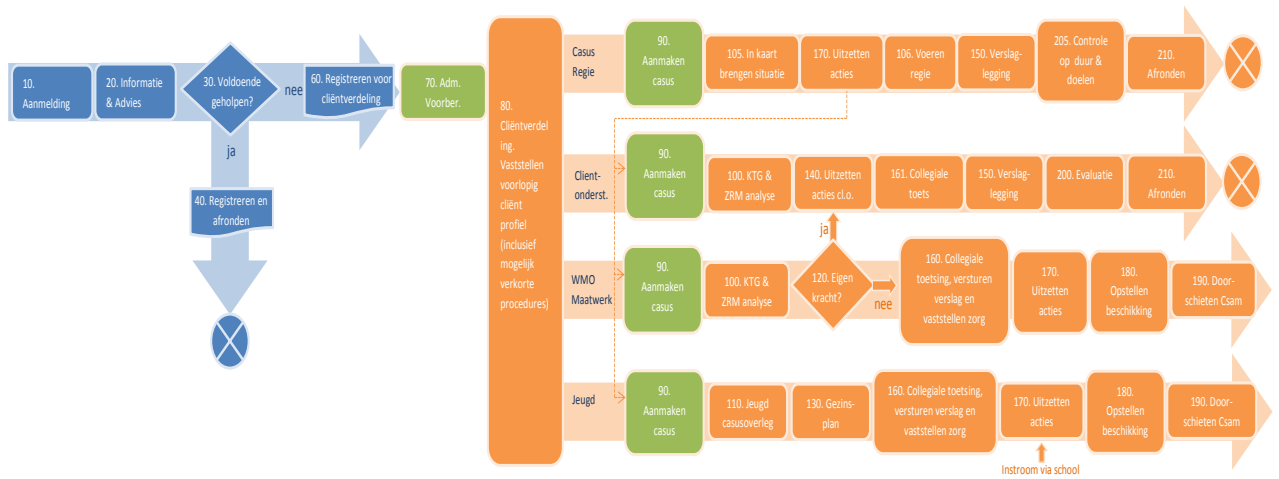 10.
Aanmelding
20. Informatie
& Advies
30. Voldoende
geholpen?
nee
60. Registreren voor
cliëntverdeling
70. Adm.
Voorber.
ja
40. Registreren en
afronden
80.
Cliëntverdel
ing.
Vaststellen
voorlopig
cliënt
profiel
(inclusief
mogelijk
verkorte
procedures)
Casus
Regie
90.
Aanmaken
casus
105. In kaart
brengen situatie
170. Uitzetten
acties
106. Voeren
regie
150. Verslag-
legging
205. Controle
op duur &
doelen
210.
Afronden
Client-
onderst.
90.
Aanmaken
casus
100. KTG &
ZRM analyse
140. Uitzetten
acties cl.o.
161. Collegiale
toets
150. Verslag-
legging
200. Evaluatie
210.
Afronden
ja
WMO
Maatwerk
90.
Aanmaken
casus
100. KTG &
ZRM analyse
120. Eigen
kracht?
nee
160. Collegiale
toetsing, versturen
verslag en
vaststellen zorg
170.
Uitzetten
acties
180.
Opstellen
beschikking
190. Door-
schieten Csam
Jeugd
90.
Aanmaken
casus
110. Jeugd
casusoverleg
130. Gezins-
plan
160. Collegiale toetsing,
versturen verslag en
vaststellen zorg
170. Uitzetten
acties
180.
Opstellen
beschikking
190. Door-
schieten Csam
Instroom via school